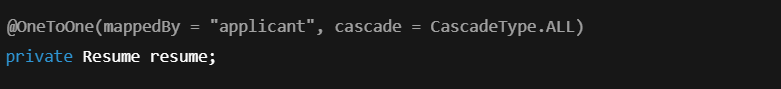 @OneToOne(mappedBy = "applicant", cascade = CascadeType.ALL)
private Resume resume;